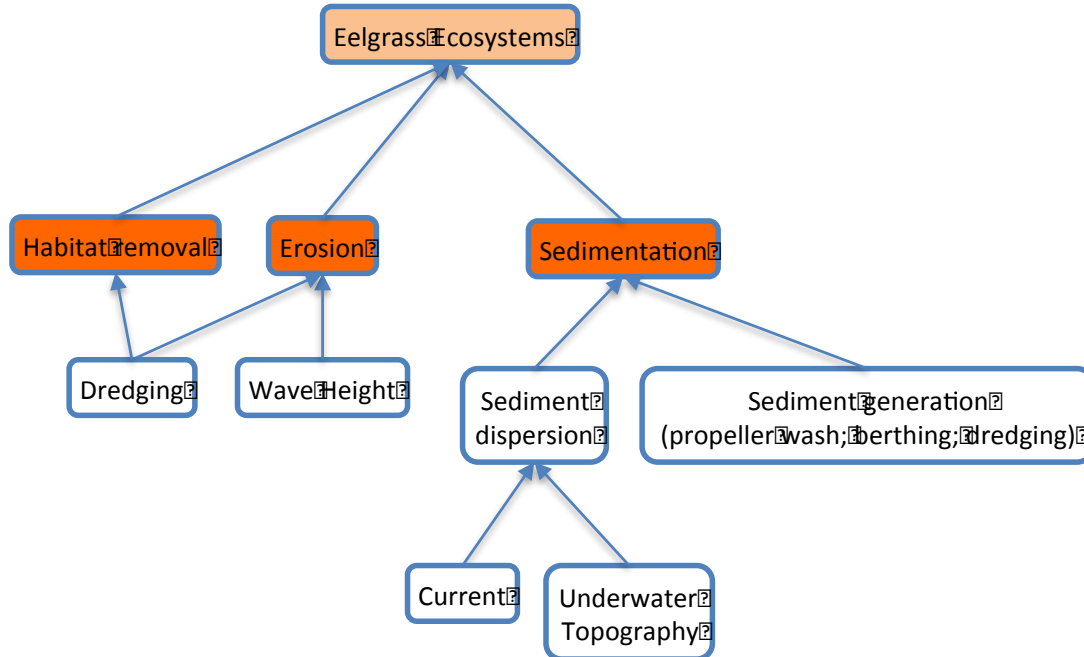 Eelgrass Ecosystems
Habitat removal
Erosion
Sedimentation
Dredging
Wave Height
Sediment
dispersion
Sediment generation
(propeller wash; berthing; dredging)
Current
Underwater
Topography